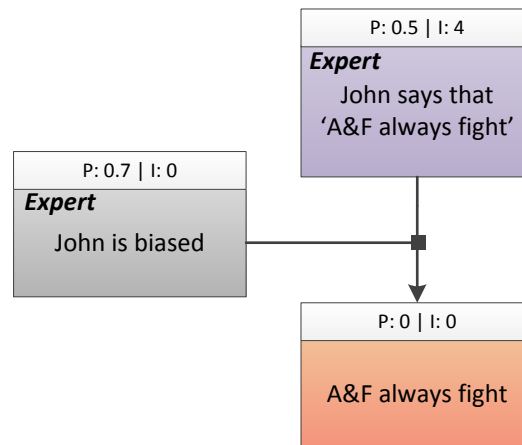 P: 0.5 | I: 4
Expert
John says that
‘A&F always fight’
P: 0.7 | I: 0
Expert
John is biased
P: 0 | I: 0
A&F always fight